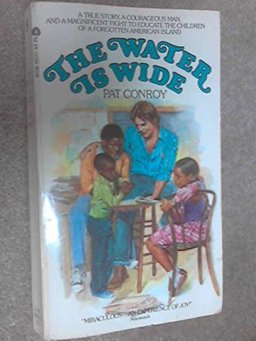 A TRUE STORY, A COURAGEOUS MAN,
AND A MAGNIFICENT FIGHT TO EDUCATE THE CHILDREN
OF A FORGOTTEN AMERICAN ISLAND
THE WATER
IS WIDE
PAT CONROY
"MIRACULOUS... AN EXPERIENCE OF JOY!"
Newsweek